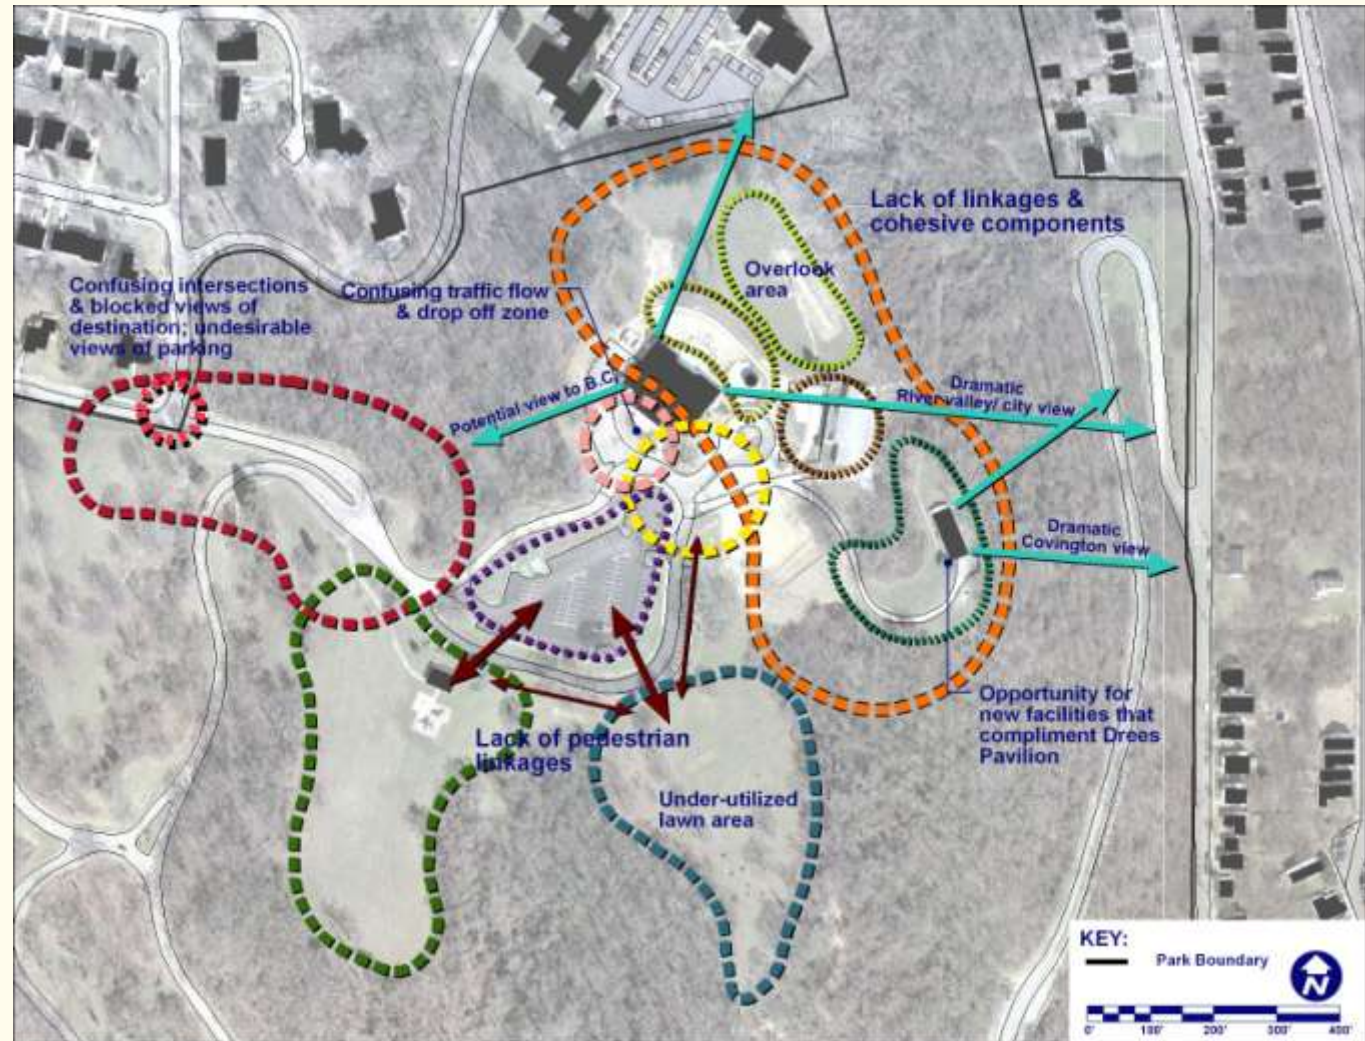 Lack of linkages &
cohesive components
Overlook
area
Confusing intersections
& blocked views of
destination; undesirable
views of parking
Confusing traffic flow
& drop off zone
Potential view to B.C.
Dramatic
River valley/ city view
Dramatic
Covington view
Opportunity for
new facilities that
compliment Drees
Pavilion
Lack of pedestrian
linkages
Under-utilized
lawn area
KEY:
Park Boundary
N
0' 100' 200' 300' 400'